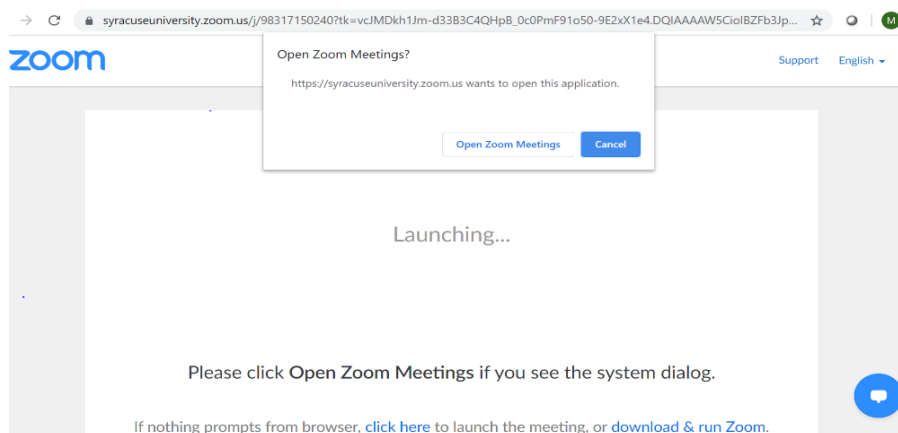 syracuseuniversity.zoom.us/j/98317150240?tk=vcJMDkh1Jm-d33B3C4QHpB_0c0PmF91o50-9E2xX1e4.DQIAAAAW5CiolBZFb3Jp...
M
zoom
Support English
Open Zoom Meetings?
https://syracuseuniversity.zoom.us wants to open this application.
Open Zoom Meetings Cancel
Launching...
Please click Open Zoom Meetings if you see the system dialog.
If nothing prompts from browser, click here to launch the meeting, or download & run Zoom.